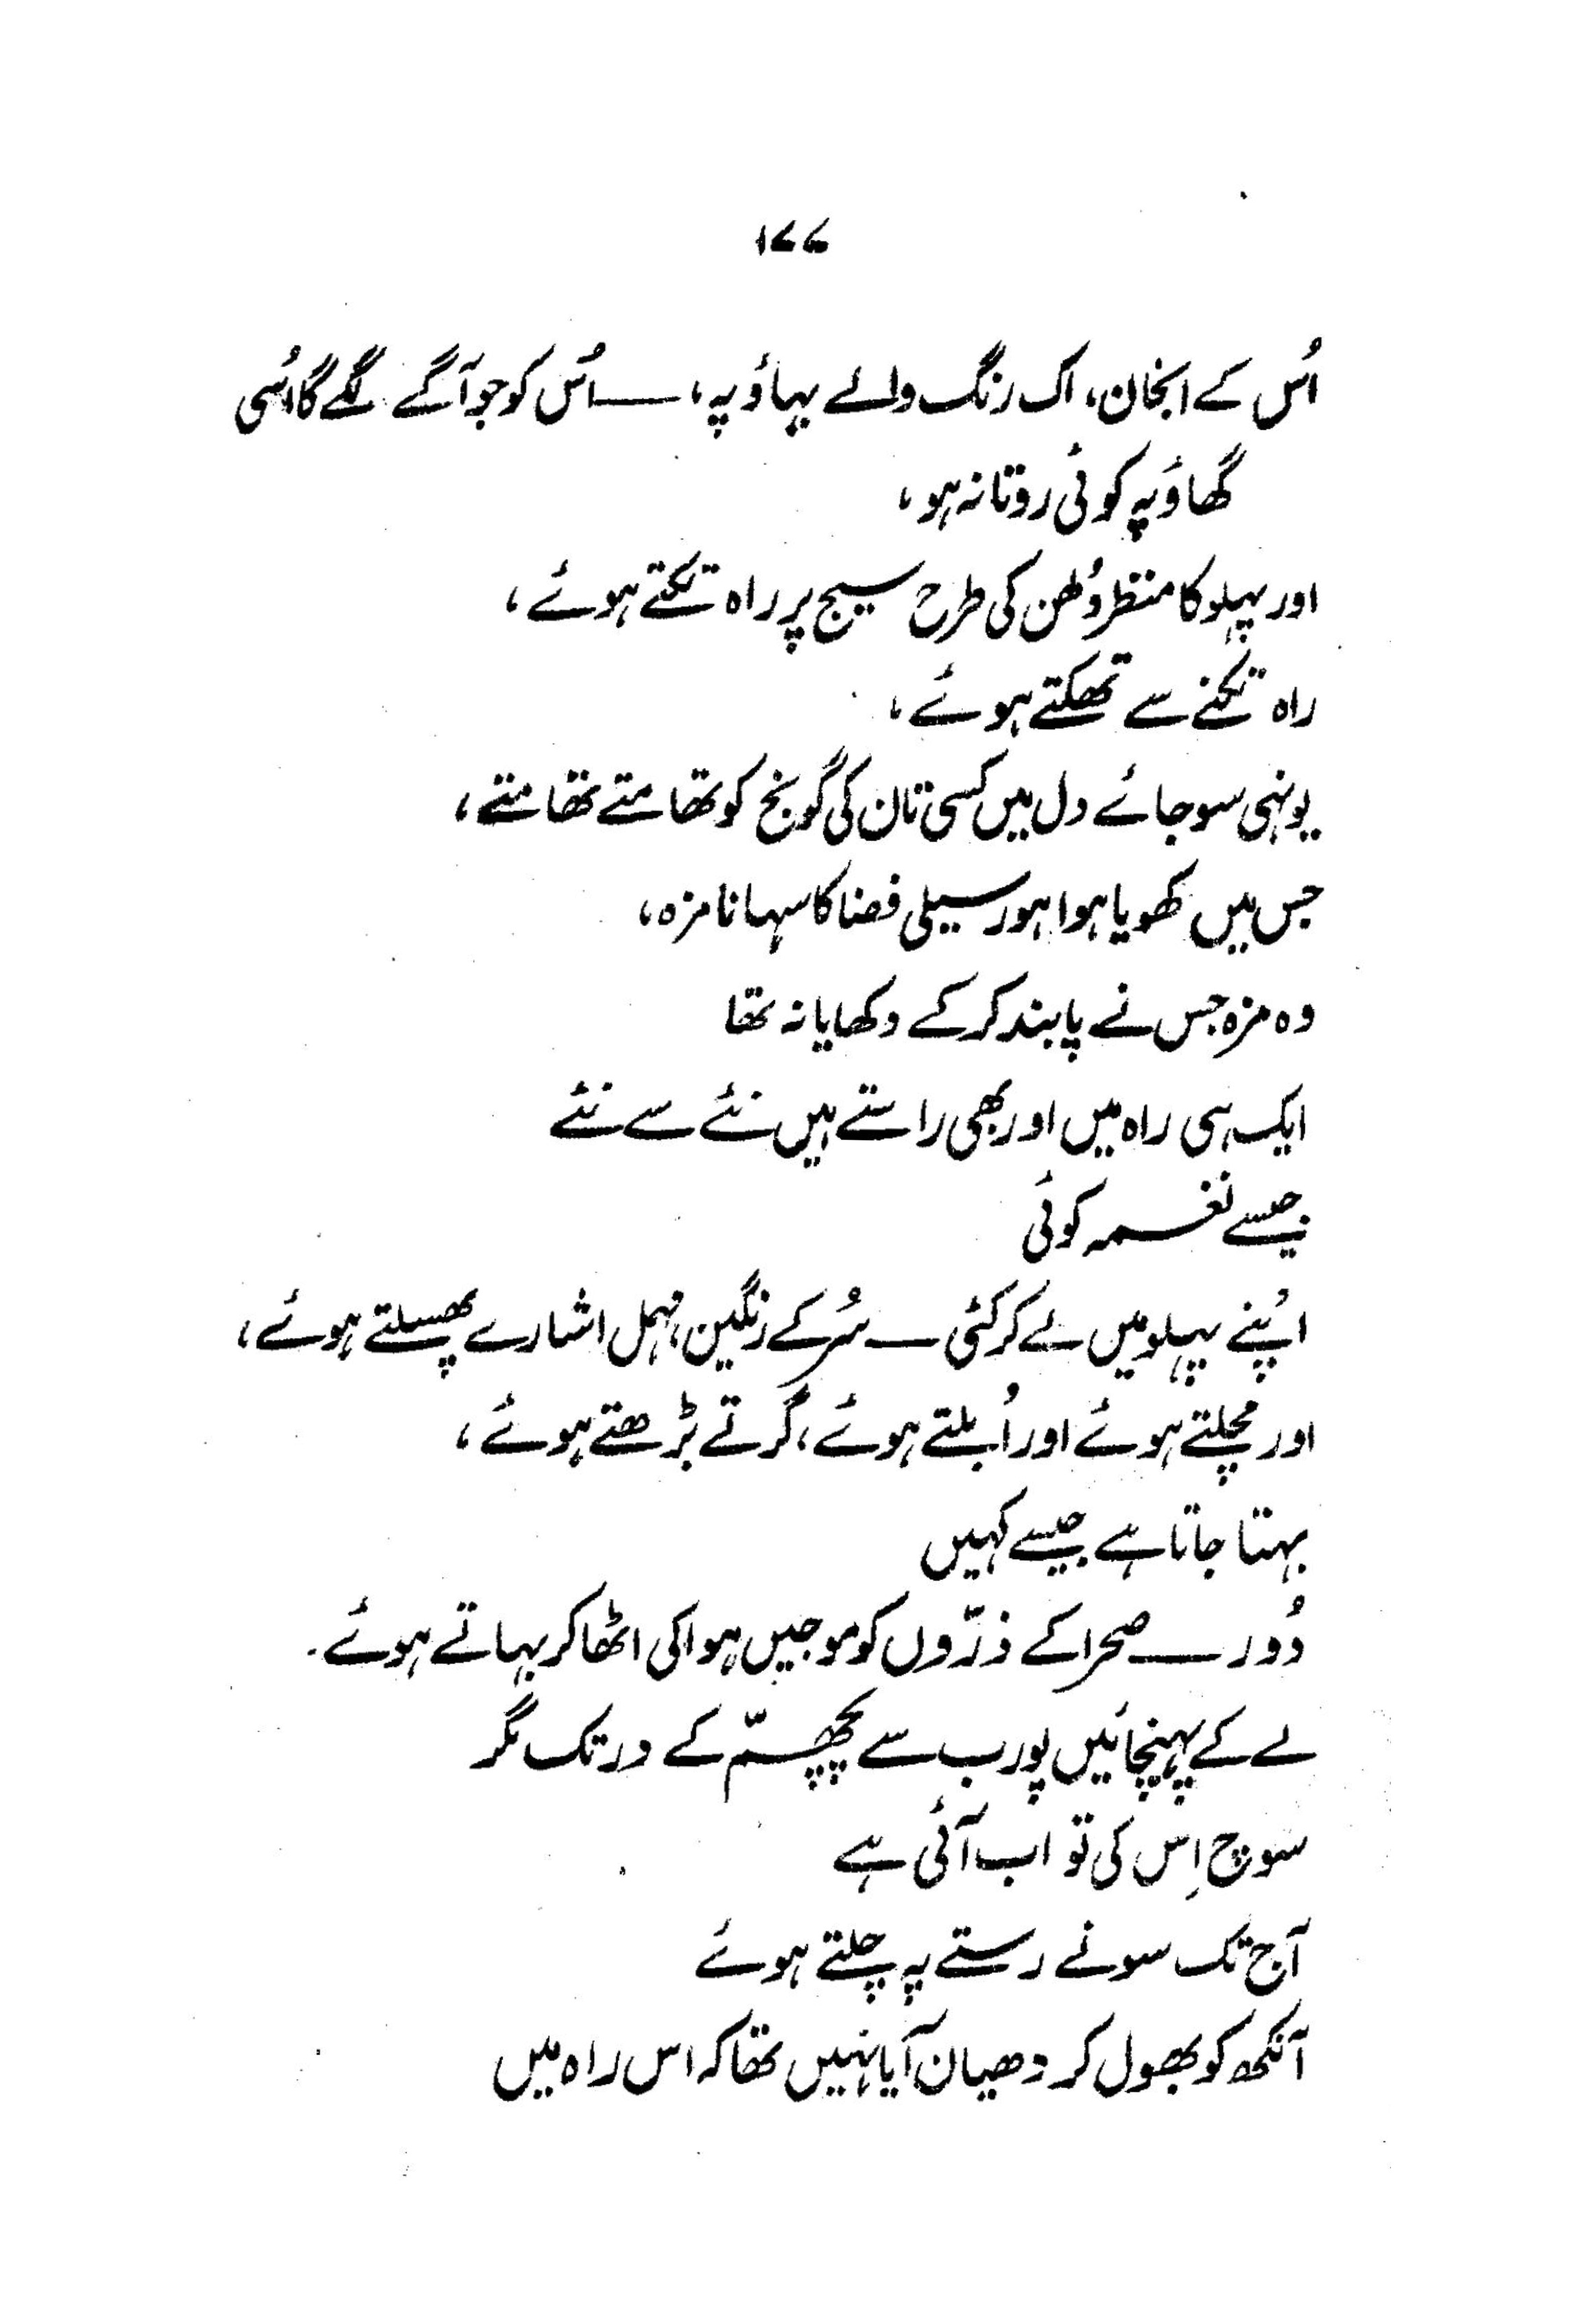 ۱۷۷
اُس کے انجان، اک رنگ والے بہاؤ پہ، — اُس کو جو آگے لگے گا اُسی
گھاؤ پہ کوئی روتا نہ ہو،
اور پہلو کا منظر دُلھن کی طرح سیج پر راہ تکتے ہوئے،
راہ تکنے سے تھکتے ہوئے،
یونہی سو جائے دل میں کسی تان کی گونج کو تھامتے تھامتے،
جس میں کھویا ہوا ہو رسیلی فضا کا سہانا مزہ،
وہ مزہ جس نے پابند کر کے دکھایا نہ تھا
ایک ہی راہ میں اور بھی راستے ہیں نئے سے نئے
جیسے نغمہ کوئی
اپنے پہلو میں لے کر کئی — سُر کے رنگین، مہمل اشارے پھسلتے ہوئے،
اور مچلتے ہوئے اور اُبلتے ہوئے، گرتے بڑھتے ہوئے،
بہتا جاتا ہے جیسے کہیں
دُور — صحرا کے ذرّوں کو موجیں ہوا کی اٹھا کر بہاتے ہوئے.
لے کے پہنچائیں پورب سے پچھّم کے در تک مگر
سوچ اِس کی تو اب آئی ہے
آج تک سونے رستے پہ چلتے ہوئے
آنکھ کو بھول کر دھیان آیا نہیں تھا کہ اس راہ میں